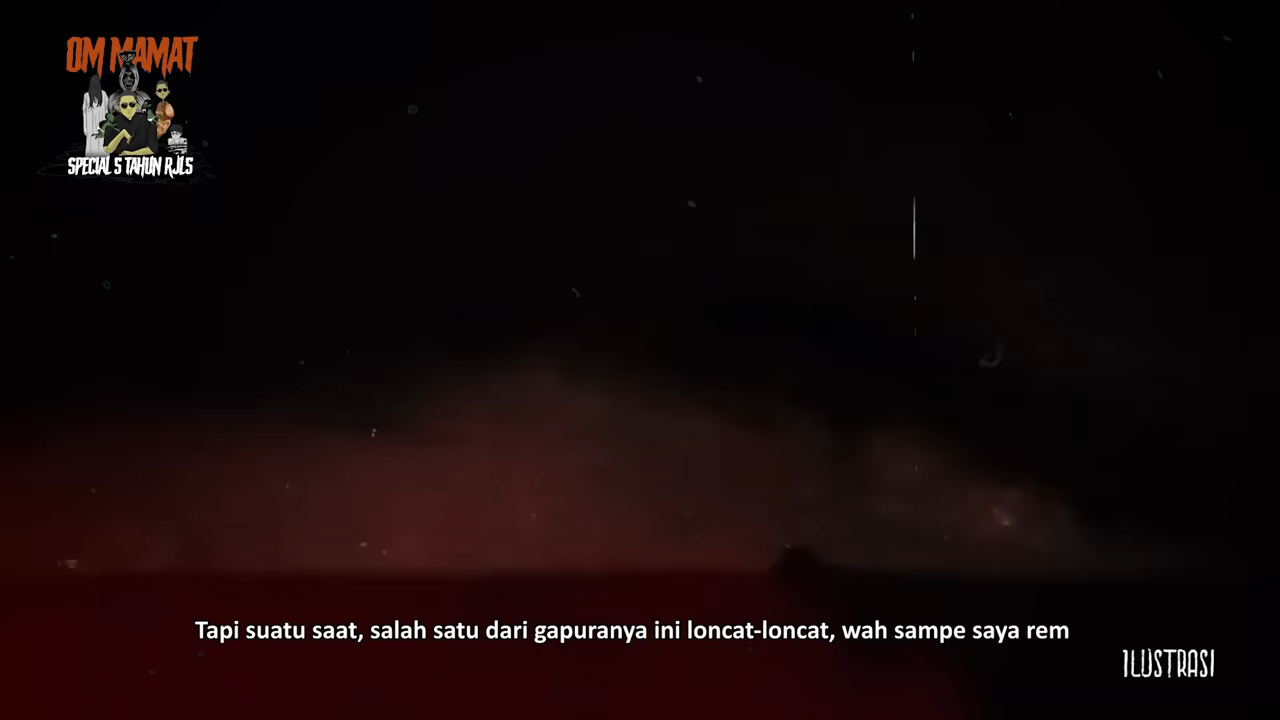 OM MAMAT
SPECIAL 5 TAHUN RJL5
Tapi suatu saat, salah satu dari gapuranya ini loncat-loncat, wah sampe saya rem
ILUSTRASI